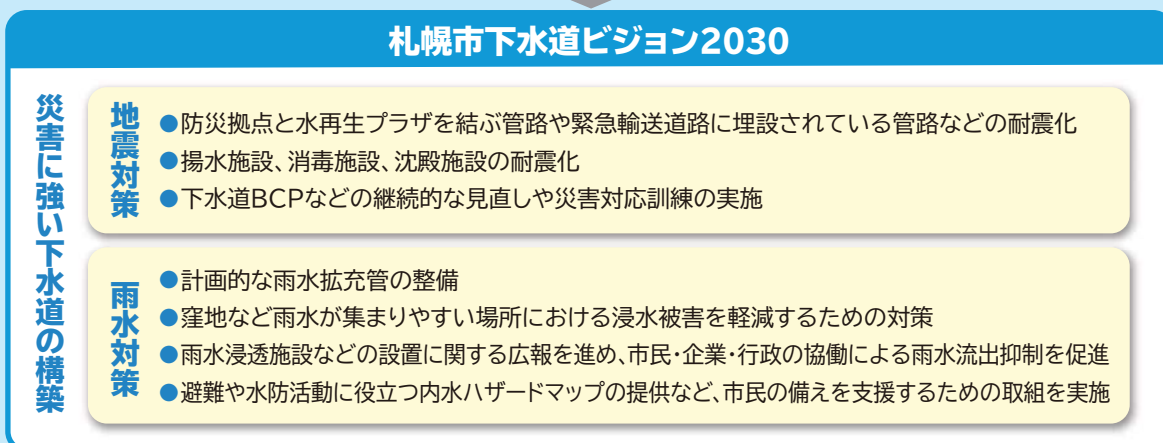 札幌市下水道ビジョン2030
災害に強い下水道の構築
地震対策
●防災拠点と水再生プラザを結ぶ管路や緊急輸送道路に埋設されている管路などの耐震化
●揚水施設、消毒施設、沈殿施設の耐震化
●下水道BCPなどの継続的な見直しや災害対応訓練の実施
雨水対策
●計画的な雨水拡充管の整備
●窪地など雨水が集まりやすい場所における浸水被害を軽減するための対策
●雨水浸透施設などの設置に関する広報を進め、市民・企業・行政の協働による雨水流出抑制を促進
●避難や水防活動に役立つ内水ハザードマップの提供など、市民の備えを支援するための取組を実施